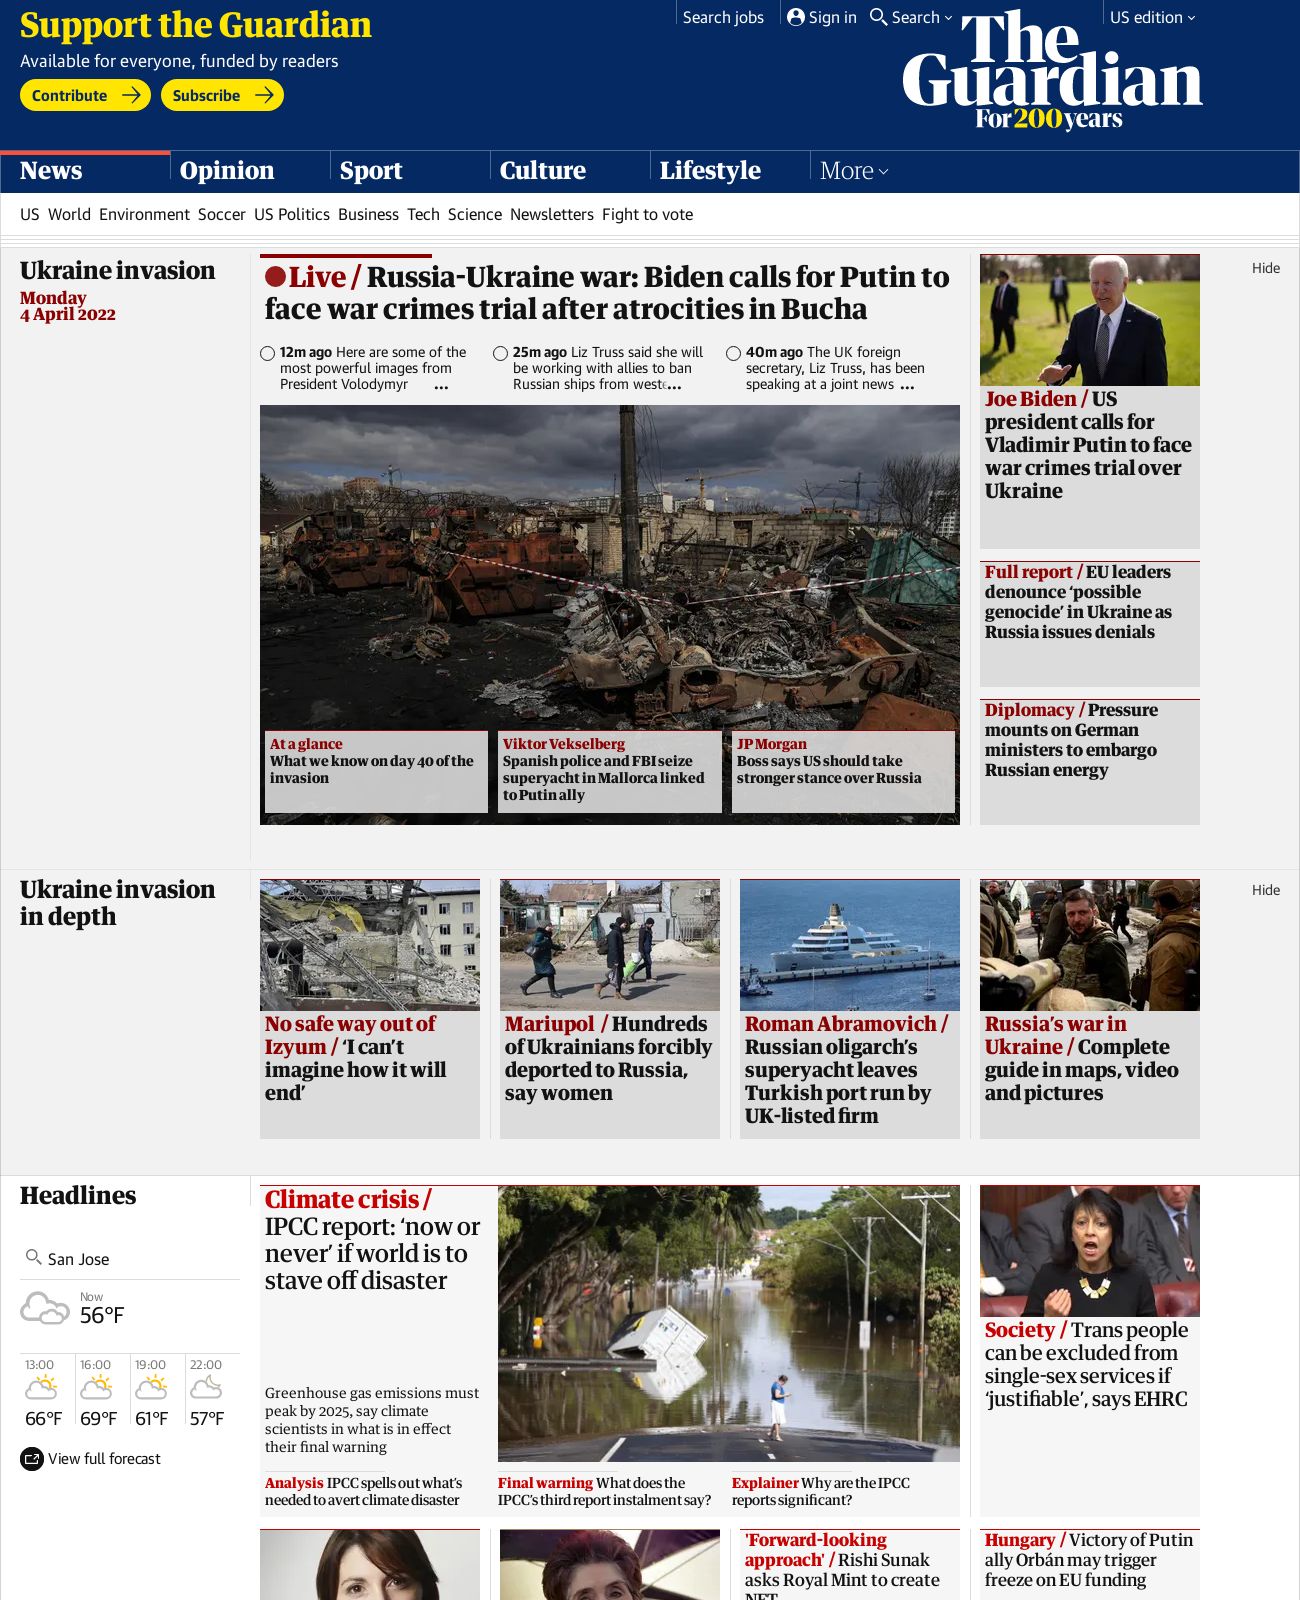 Support the Guardian
Available for everyone, funded by readers
Contribute
Subscribe
Search jobs
Sign in
Search
US edition
The
Guardian
For 200 years
News
Opinion
Sport
Culture
Lifestyle
More
US World Environment Soccer US Politics Business Tech Science Newsletters Fight to vote
Ukraine invasion
Monday
4 April 2022
Hide
Live / Russia-Ukraine war: Biden calls for Putin to
face war crimes trial after atrocities in Bucha
12m ago Here are some of the
most powerful images from
President Volodymyr ...
25m ago Liz Truss said she will
be working with allies to ban
Russian ships from west...
40m ago The UK foreign
secretary, Liz Truss, has been
speaking at a joint news ...
At a glance
What we know on day 40 of the
invasion
Viktor Vekselberg
Spanish police and FBI seize
superyacht in Mallorca linked
to Putin ally
JP Morgan
Boss says US should take
stronger stance over Russia
Joe Biden / US
president calls for
Vladimir Putin to face
war crimes trial over
Ukraine
Full report / EU leaders
denounce ‘possible
genocide’ in Ukraine as
Russia issues denials
Diplomacy / Pressure
mounts on German
ministers to embargo
Russian energy
Ukraine invasion
in depth
Hide
No safe way out of
Izyum / ‘I can’t
imagine how it will
end’
Mariupol / Hundreds
of Ukrainians forcibly
deported to Russia,
say women
Roman Abramovich /
Russian oligarch’s
superyacht leaves
Turkish port run by
UK-listed firm
Russia’s war in
Ukraine / Complete
guide in maps, video
and pictures
Headlines
San Jose
Now
56°F
13:00 16:00 19:00 22:00
66°F 69°F 61°F 57°F
View full forecast
Climate crisis /
IPCC report: ‘now or
never’ if world is to
stave off disaster
Greenhouse gas emissions must
peak by 2025, say climate
scientists in what is in effect
their final warning
Analysis IPCC spells out what’s
needed to avert climate disaster
Final warning What does the
IPCC’s third report instalment say?
Explainer Why are the IPCC
reports significant?
Society / Trans people
can be excluded from
single-sex services if
‘justifiable’, says EHRC
'Forward-looking
approach' / Rishi Sunak
asks Royal Mint to create
NFT
Hungary / Victory of Putin
ally Orbán may trigger
freeze on EU funding